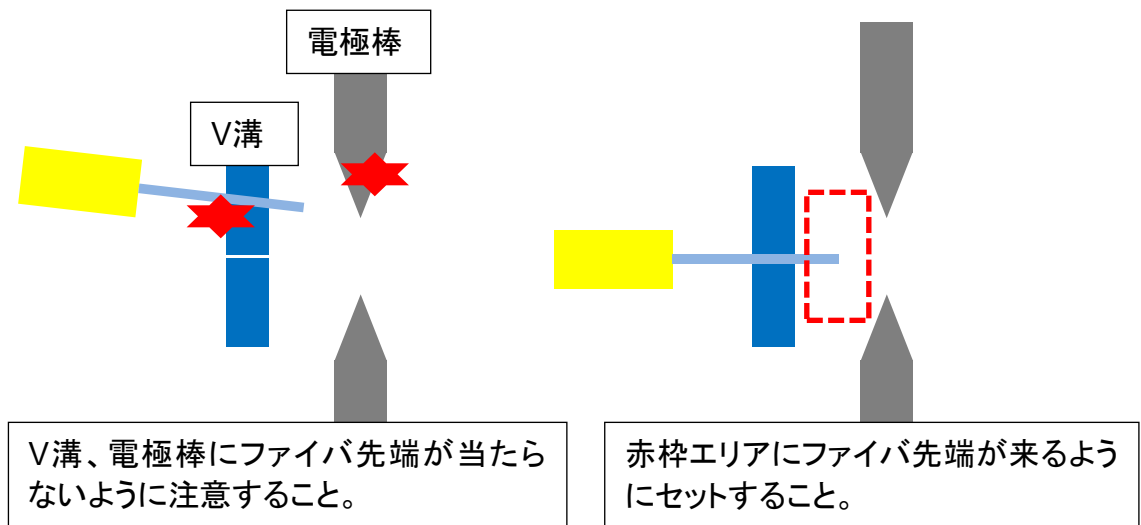 電極棒
V溝
V溝、電極棒にファイバ先端が当たら
ないように注意すること。
赤枠エリアにファイバ先端が来るよう
にセットすること。